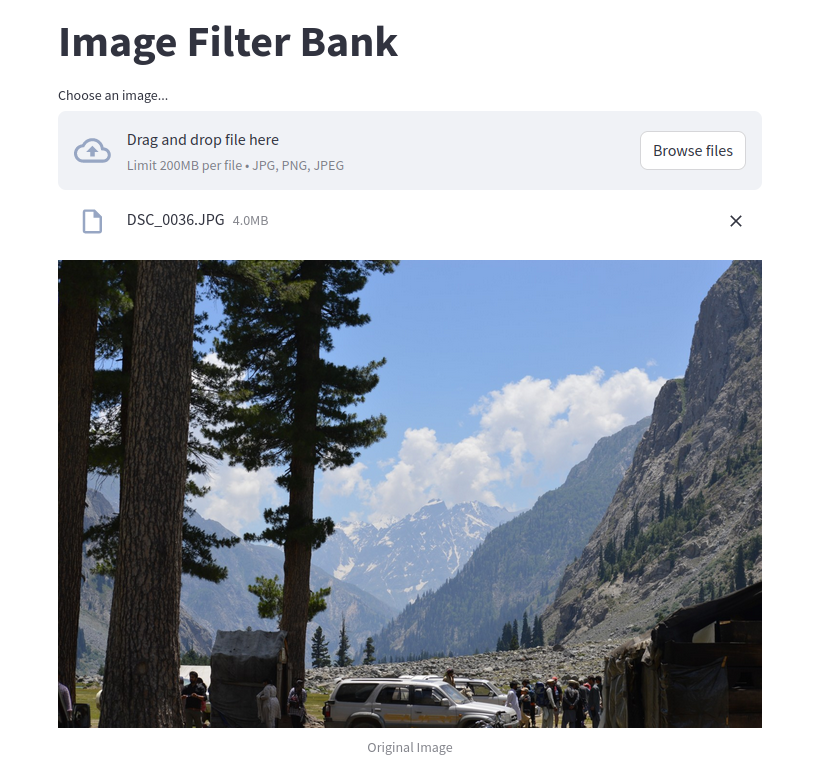 Image Filter Bank
Choose an image...
Drag and drop file here
Limit 200MB per file • JPG, PNG, JPEG
Browse files
DSC_0036.JPG 4.0MB
Original Image